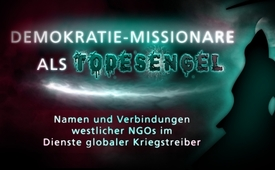 DEMOKRATIE-MISSIONARE
ALS TODESENGEL
Namen und Verbindungen
westlicher NGOs im
Dienste globaler Kriegstreiber